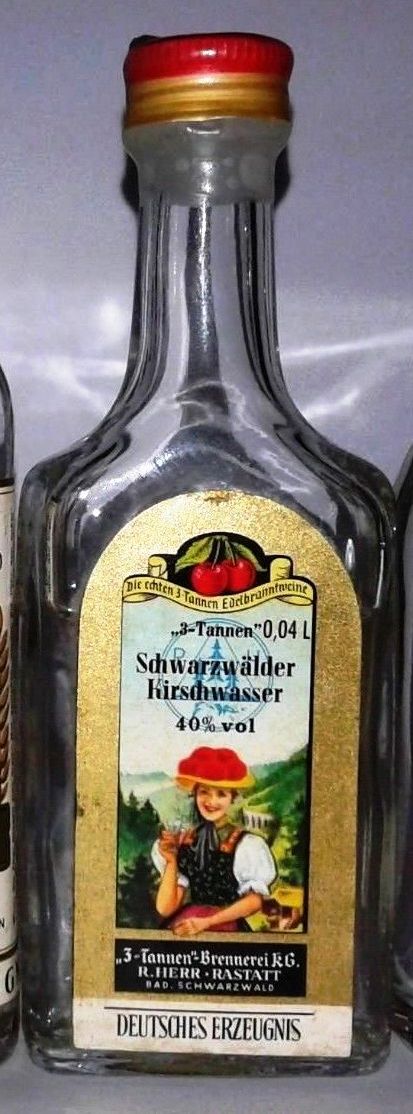 Die echten 3 Tannen Edelbranntweine
„3-Tannen" 0,04 L
Schwarzwälder
Kirschwasser
40% vol
„3-Tannen"-Brennerei KG.
R. HERR · RASTATT
BAD. SCHWARZWALD
DEUTSCHES ERZEUGNIS